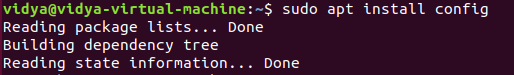 vidya@vidya-virtual-machine:~$ sudo apt install config
Reading package lists... Done
Building dependency tree
Reading state information... Done